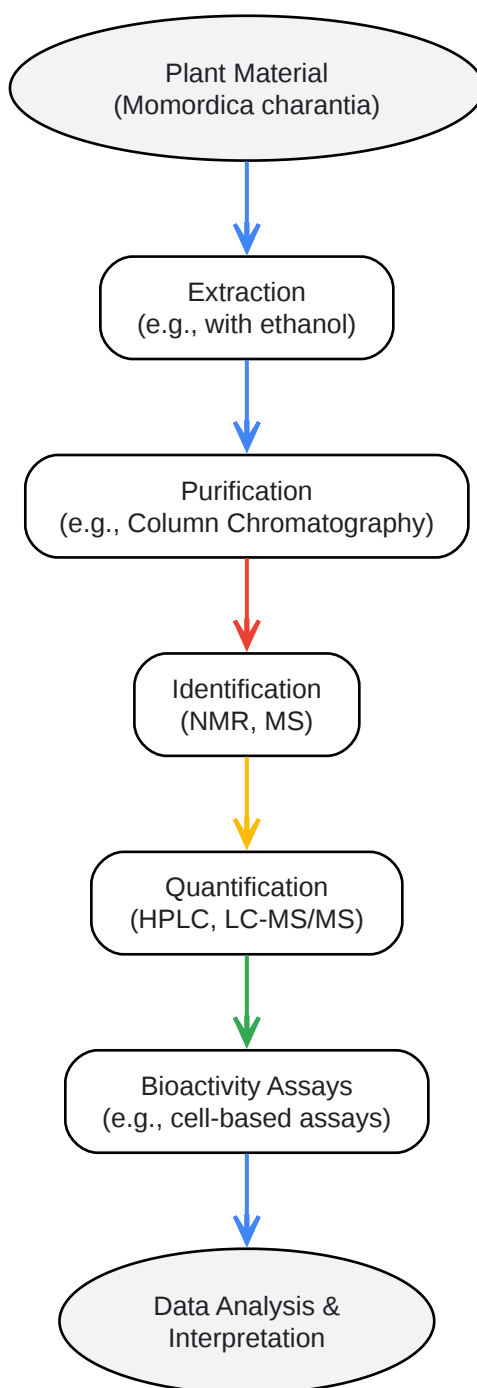 Plant Material
(Momordica charantia)
Extraction
(e.g., with ethanol)
Purification
(e.g., Column Chromatography)
Identification
(NMR, MS)
Quantification
(HPLC, LC-MS/MS)
Bioactivity Assays
(e.g., cell-based assays)
Data Analysis &
Interpretation